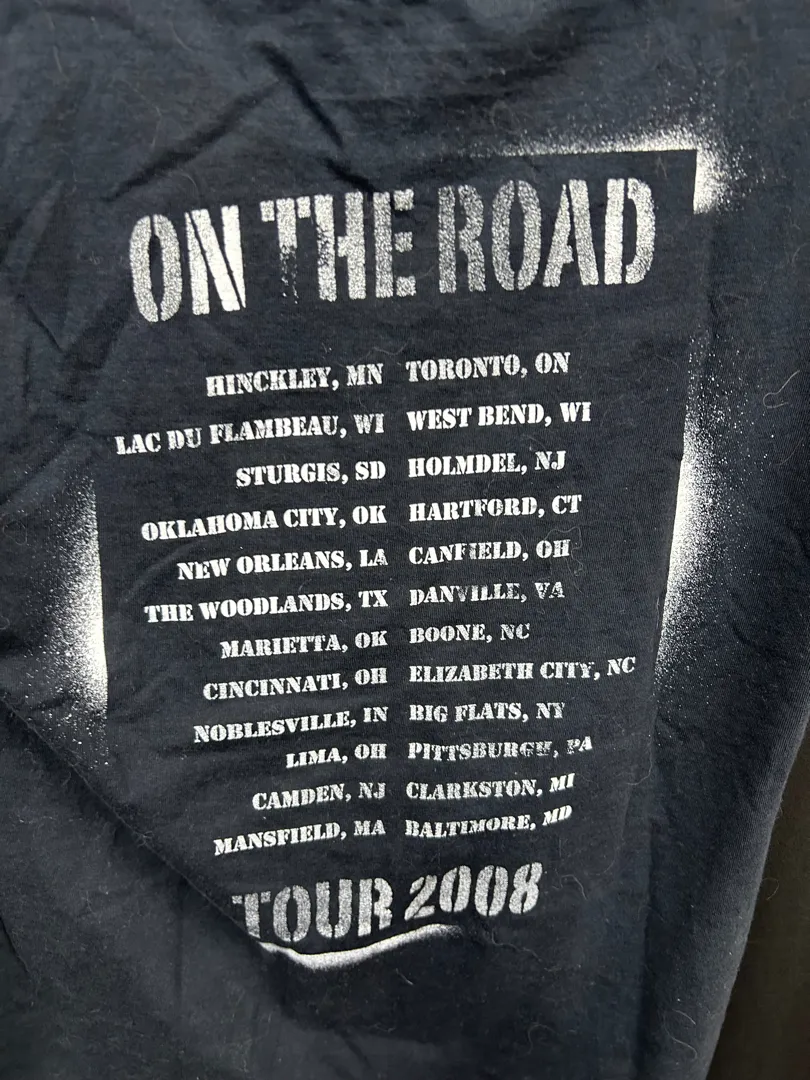 ON THE ROAD
HINCKLEY, MN TORONTO, ON
LAC DU FLAMBEAU, WI WEST BEND, WI
STURGIS, SD HOLMDEL, NJ
OKLAHOMA CITY, OK HARTFORD, CT
NEW ORLEANS, LA CANFIELD, OH
THE WOODLANDS, TX DANVILLE, VA
MARIETTA, OK BOONE, NC
CINCINNATI, OH ELIZABETH CITY, NC
NOBLESVILLE, IN BIG FLATS, NY
LIMA, OH PITTSBURGH, PA
CAMDEN, NJ CLARKSTON, MI
MANSFIELD, MA BALTIMORE, MD
TOUR 2008